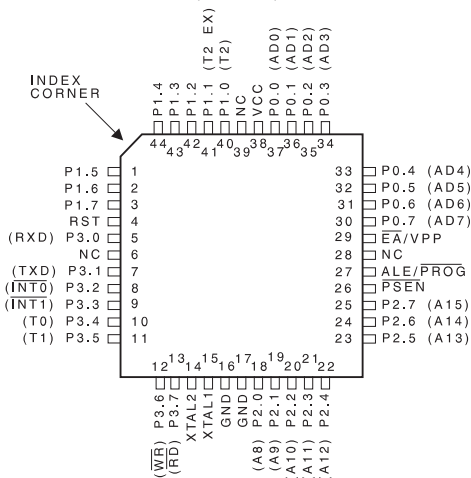 INDEX
CORNER
P1.4
P1.3
P1.2
P1.1 (T2 EX)
P1.0 (T2)
NC
VCC
P0.0 (AD0)
P0.1 (AD1)
P0.2 (AD2)
P0.3 (AD3)
44
43
42
41
40
39
38
37
36
35
34
P1.5 1
P1.6 2
P1.7 3
RST 4
(RXD) P3.0 5
NC 6
(TXD) P3.1 7
(INT0) P3.2 8
(INT1) P3.3 9
(T0) P3.4 10
(T1) P3.5 11
33 P0.4 (AD4)
32 P0.5 (AD5)
31 P0.6 (AD6)
30 P0.7 (AD7)
29 EA/VPP
28 NC
27 ALE/PROG
26 PSEN
25 P2.7 (A15)
24 P2.6 (A14)
23 P2.5 (A13)
12
13
14
15
16
17
18
19
20
21
22
(WR) P3.6
(RD) P3.7
XTAL2
XTAL1
GND
GND
(A8) P2.0
(A9) P2.1
(A10) P2.2
(A11) P2.3
(A12) P2.4